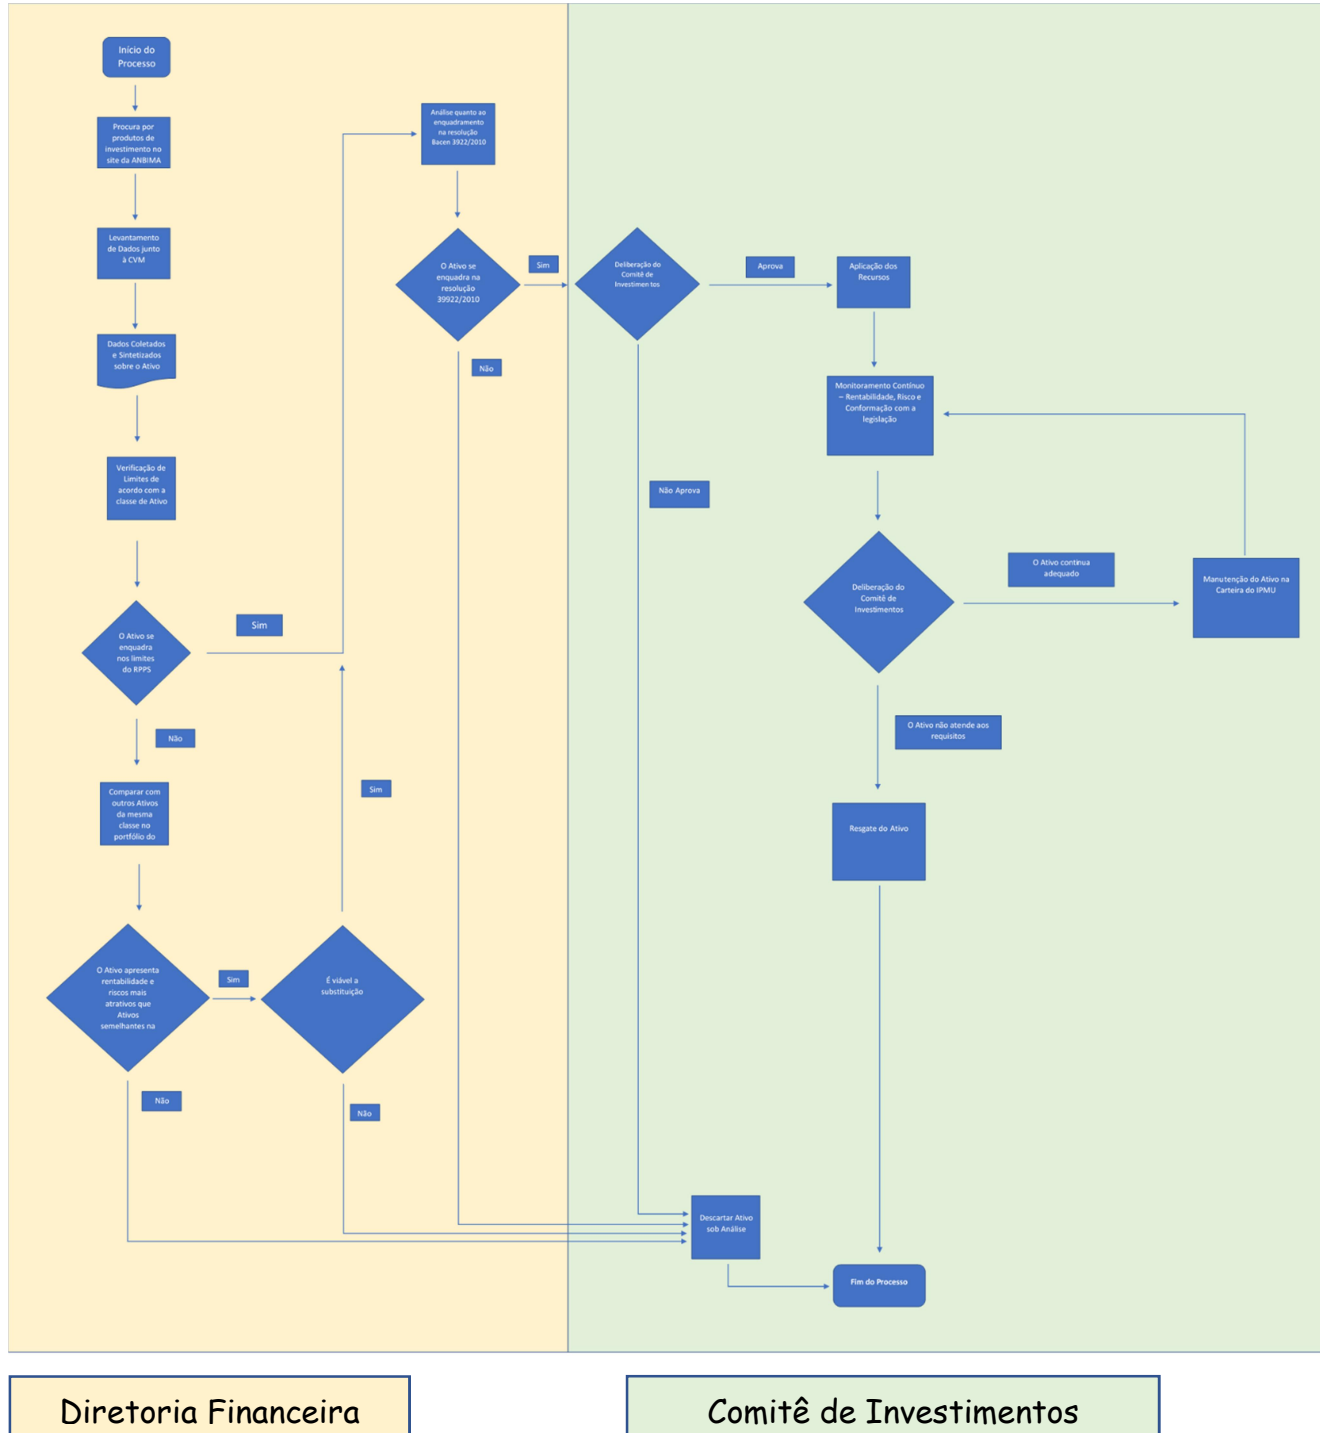 Início do
Processo
Procura por
produtos de
investimento no
site da ANBIMA
Levantamento
de Dados junto
à CVM
Dados Coletados
e Sintetizados
sobre o Ativo
Verificação de
Limites de
acordo com a
classe de Ativo
O Ativo se
enquadra
nos limites
do RPPS
Sim
Não
Comparar com
outros Ativos
da mesma
classe no
portfólio do
O Ativo apresenta
rentabilidade e
riscos mais
atrativos que
Ativos
semelhantes na
Sim
Não
É viável a
substituição
Sim
Não
Análise quanto ao
enquadramento
na resolução
Bacen 3922/2010
O Ativo se
enquadra na
resolução
39922/2010
Sim
Não
Deliberação do
Comitê de
Investimentos
Aprova
Não Aprova
Aplicação dos
Recursos
Monitoramento Contínuo
– Rentabilidade, Risco e
Conformação com a
legislação
Deliberação do
Comitê de
Investimentos
O Ativo continua
adequado
Manutenção do Ativo na
Carteira do IPMU
O Ativo não atende aos
requisitos
Resgate do Ativo
Descartar Ativo
sob Análise
Fim do Processo
Diretoria Financeira
Comitê de Investimentos